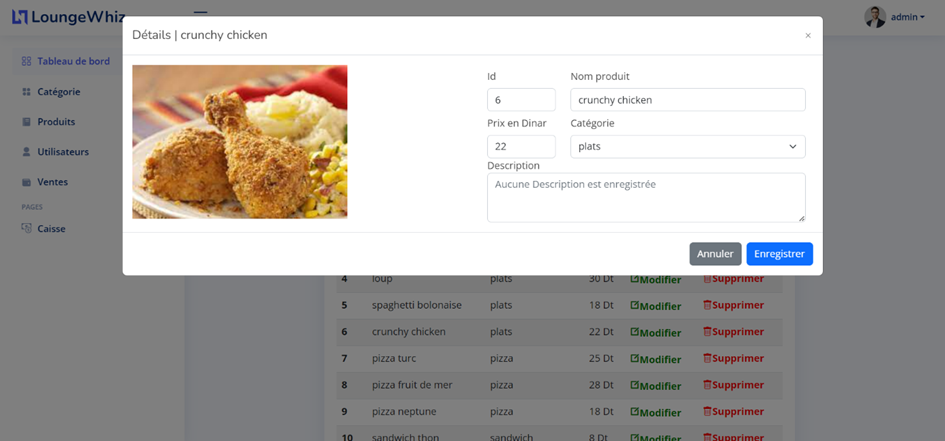 LoungeWhiz
admin
Détails | crunchy chicken
×
Tableau de bord
Catégorie
Produits
Utilisateurs
Ventes
PAGES
Caisse
Id
Nom produit
6
crunchy chicken
Prix en Dinar
Catégorie
22
plats
Description
Aucune Description est enregistrée
Annuler
Enregistrer
4 loup plats 30 Dt Modifier Supprimer
5 spaghetti bolonaise plats 18 Dt Modifier Supprimer
6 crunchy chicken plats 22 Dt Modifier Supprimer
7 pizza turc pizza 25 Dt Modifier Supprimer
8 pizza fruit de mer pizza 28 Dt Modifier Supprimer
9 pizza neptune pizza 18 Dt Modifier Supprimer
10 sandwich thon sandwich 8 Dt Modifier Supprimer